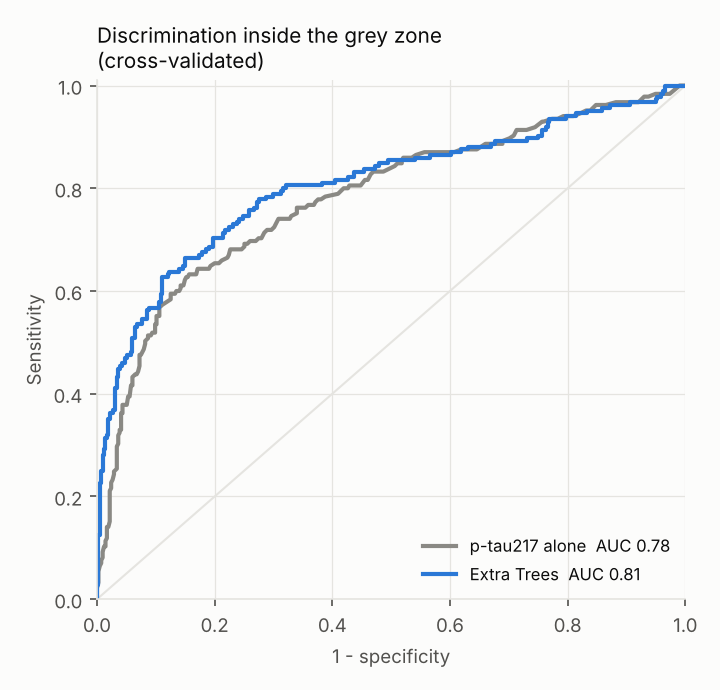 Discrimination inside the grey zone
(cross-validated)
1.0
0.8
0.6
0.4
0.2
0.0
Sensitivity
p-tau217 alone AUC 0.78
Extra Trees AUC 0.81
0.0 0.2 0.4 0.6 0.8 1.0
1 - specificity